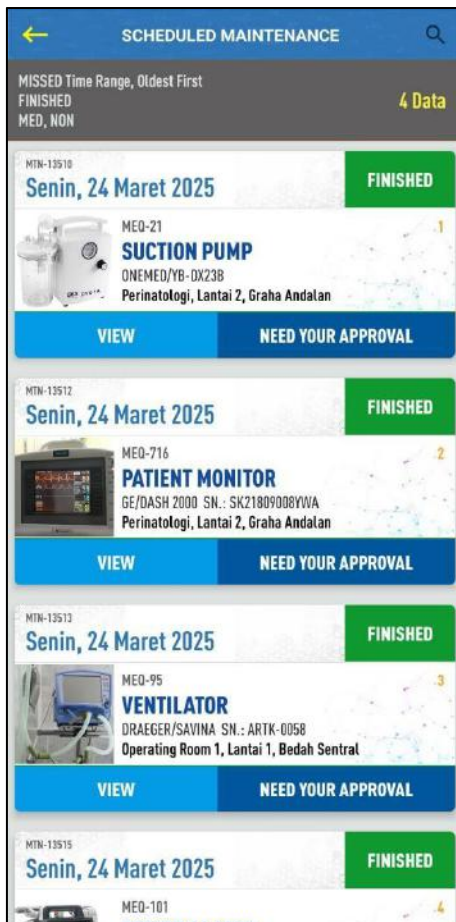 SCHEDULED MAINTENANCE
MISSED Time Range, Oldest First
FINISHED
MED, NON
4 Data
MTN-13510
Senin, 24 Maret 2025
FINISHED
MEQ-21
1
SUCTION PUMP
ONEMED/YB-DX23B
Perinatologi, Lantai 2, Graha Andalan
VIEW
NEED YOUR APPROVAL
MTN-13512
Senin, 24 Maret 2025
FINISHED
MEQ-716
2
PATIENT MONITOR
GE/DASH 2000 SN.: SK21809008YWA
Perinatologi, Lantai 2, Graha Andalan
VIEW
NEED YOUR APPROVAL
MTN-13513
Senin, 24 Maret 2025
FINISHED
MEQ-95
3
VENTILATOR
DRAEGER/SAVINA SN.: ARTK-0058
Operating Room 1, Lantai 1, Bedah Sentral
VIEW
NEED YOUR APPROVAL
MTN-13515
Senin, 24 Maret 2025
FINISHED
MEQ-101
4